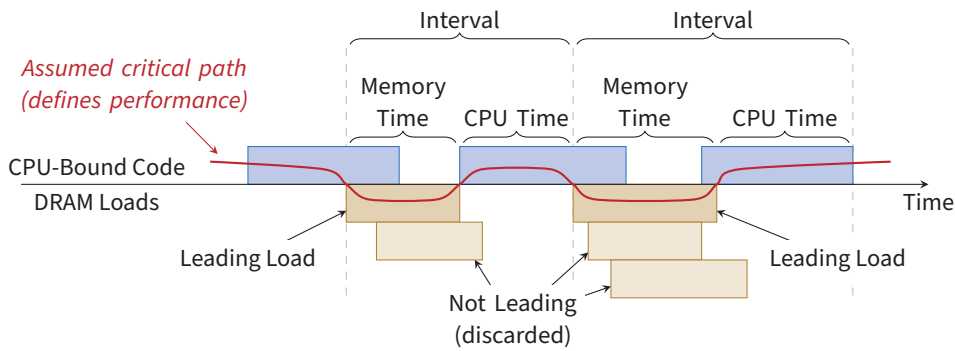 Interval
Interval
Assumed critical path
(defines performance)
Memory
Time
CPU Time
Memory
Time
CPU Time
CPU-Bound Code
DRAM Loads
Time
Leading Load
Leading Load
Not Leading
(discarded)